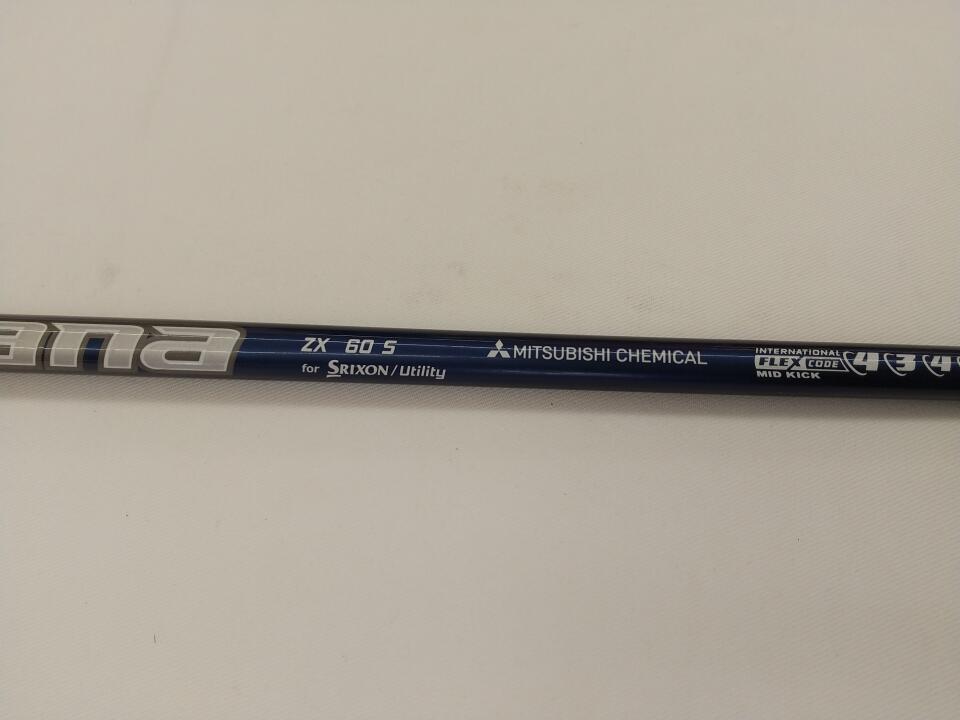 ana
ZX 60 S
for SRIXON/Utility
MITSUBISHI CHEMICAL
INTERNATIONAL
FLEX CODE
MID KICK
4 3 4